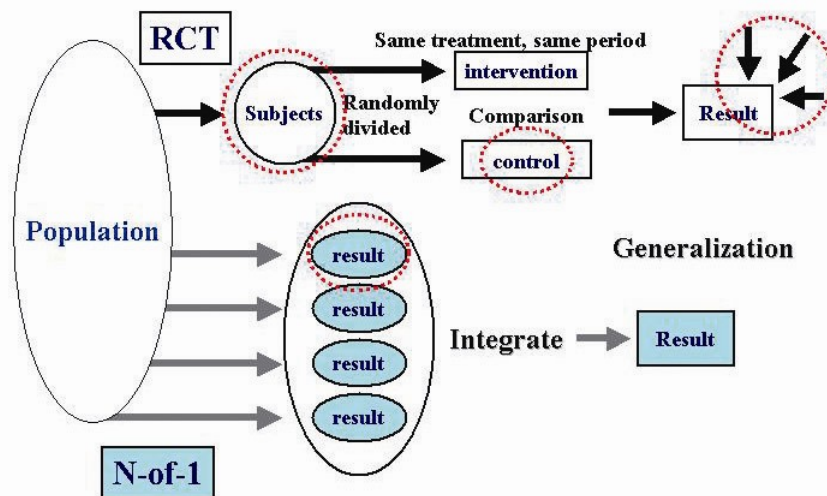 RCT
Same treatment, same period
intervention
Subjects
Randomly
divided
Comparison
control
Result
Population
result
result
result
result
Generalization
Integrate
Result
N-of-1